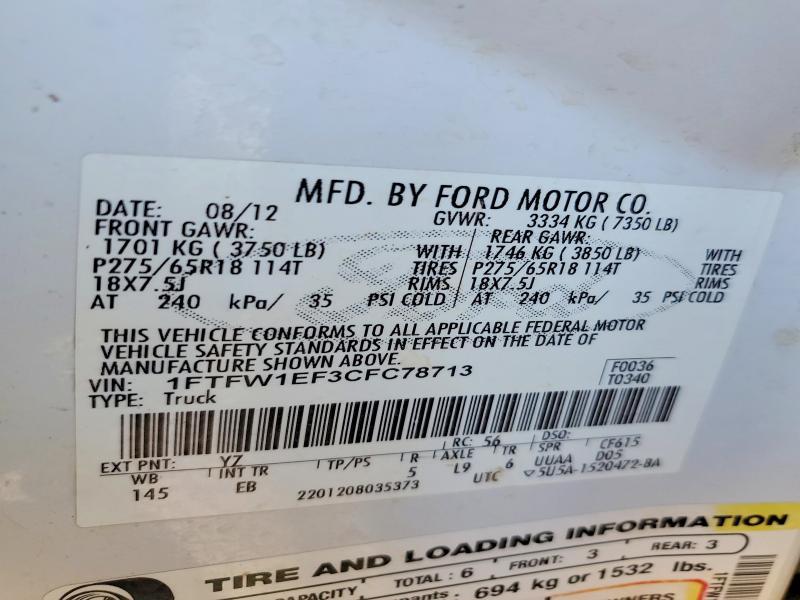 MFD. BY FORD MOTOR CO.
DATE: 08/12 GVWR: 3334 KG ( 7350 LB)
FRONT GAWR: REAR GAWR:
1701 KG ( 3750 LB) WITH 1746 KG ( 3850 LB) WITH
P275/65R18 114T TIRES P275/65R18 114T TIRES
18X7.5J RIMS 18X7.5J RIMS
AT 240 kPa/ 35 PSI COLD AT 240 kPa/ 35 PSI COLD
THIS VEHICLE CONFORMS TO ALL APPLICABLE FEDERAL MOTOR
VEHICLE SAFETY STANDARDS IN EFFECT ON THE DATE OF
MANUFACTURE SHOWN ABOVE.
VIN: 1FTFW1EF3CFC78713 F0036
TYPE: Truck T0340
RC: 56 DSO:
EXT PNT: Y7 AXLE TR SPR CF615
WB INT TR TP/PS R L9 6 UUAA D05
145 EB 5 UTC 5U5A-1520472-BA
2201208035373
TIRE AND LOADING INFORMATION
CAPACITY TOTAL : 6 FRONT: 3 REAR: 3
694 kg or 1532 lbs.